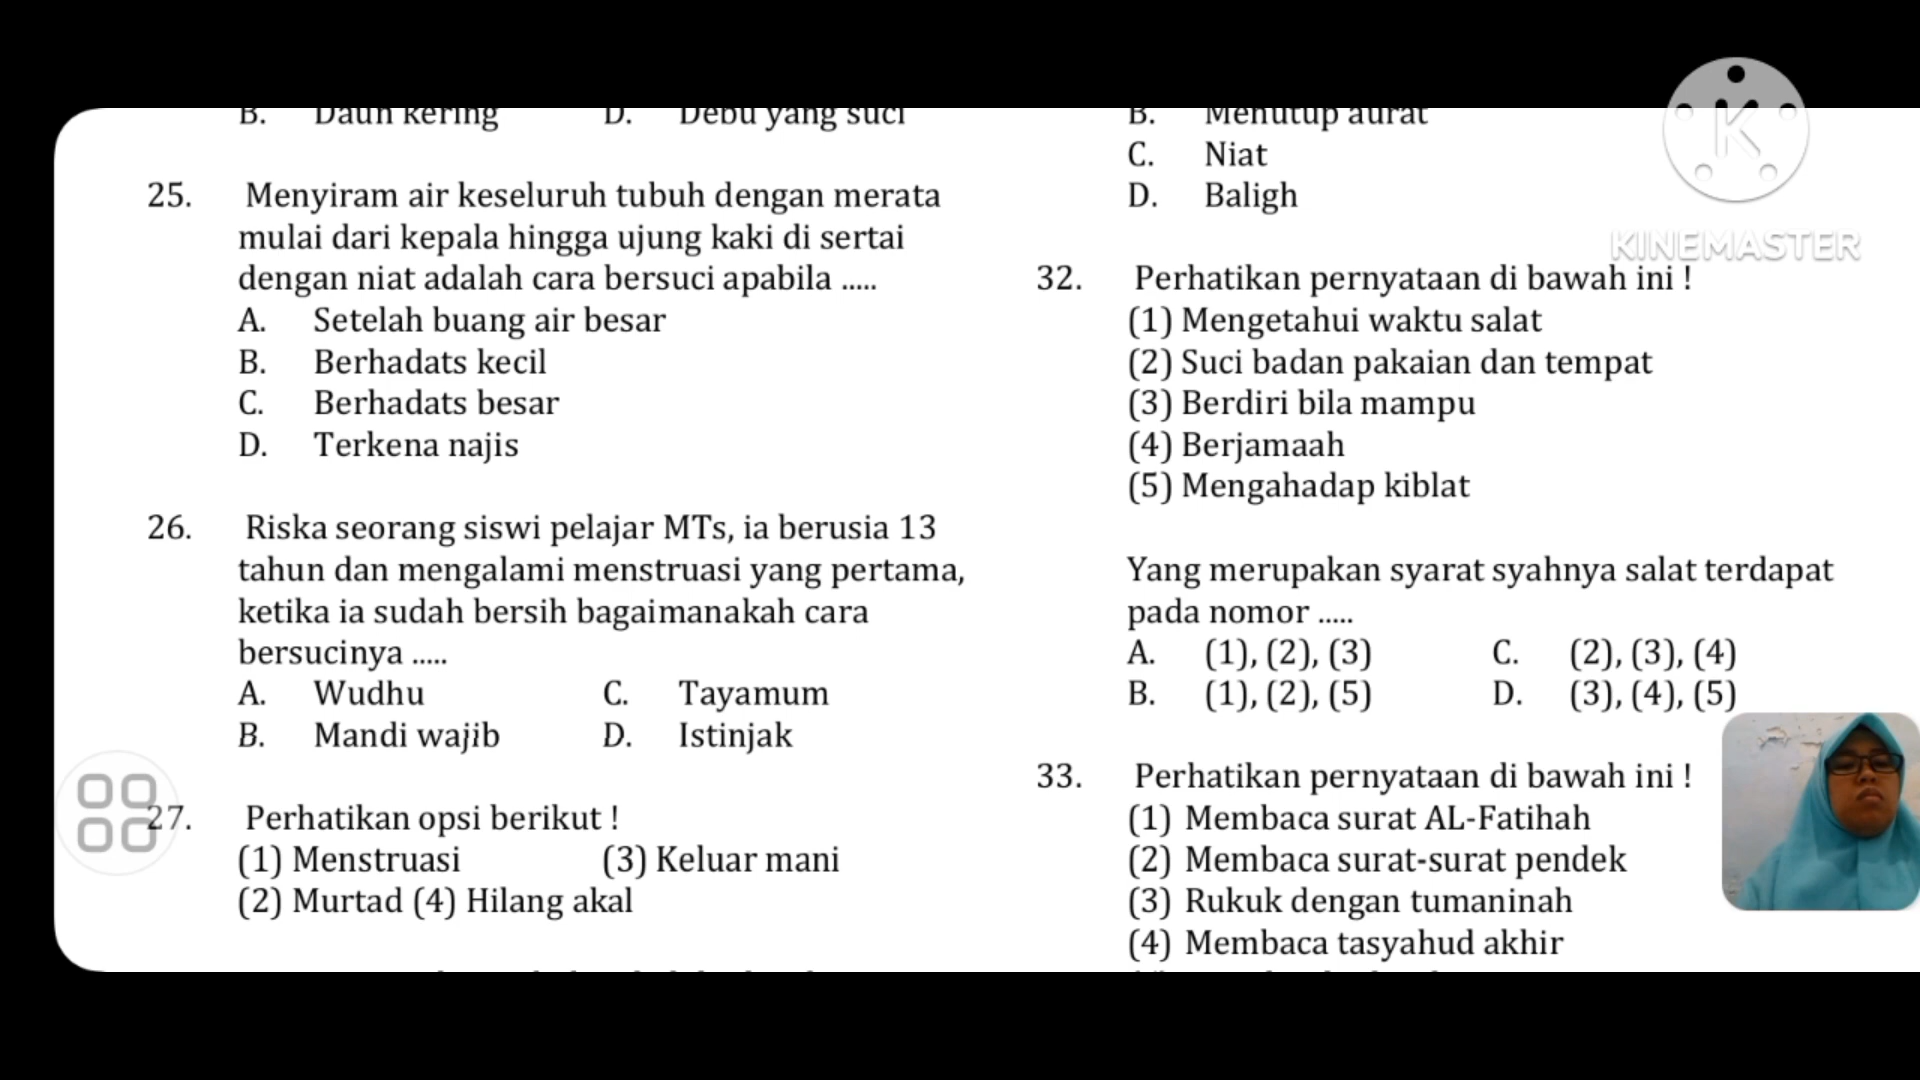 B. Daun kering D. Debu yang suci
25. Menyiram air keseluruh tubuh dengan merata
mulai dari kepala hingga ujung kaki di sertai
dengan niat adalah cara bersuci apabila .....
A. Setelah buang air besar
B. Berhadats kecil
C. Berhadats besar
D. Terkena najis
26. Riska seorang siswi pelajar MTs, ia berusia 13
tahun dan mengalami menstruasi yang pertama,
ketika ia sudah bersih bagaimanakah cara
bersucinya .....
A. Wudhu C. Tayamum
B. Mandi wajib D. Istinjak
27. Perhatikan opsi berikut !
(1) Menstruasi (3) Keluar mani
(2) Murtad (4) Hilang akal
B. Menutup aurat
C. Niat
D. Baligh
32. Perhatikan pernyataan di bawah ini !
(1) Mengetahui waktu salat
(2) Suci badan pakaian dan tempat
(3) Berdiri bila mampu
(4) Berjamaah
(5) Mengahadap kiblat
Yang merupakan syarat syahnya salat terdapat
pada nomor .....
A. (1), (2), (3) C. (2), (3), (4)
B. (1), (2), (5) D. (3), (4), (5)
33. Perhatikan pernyataan di bawah ini !
(1) Membaca surat AL-Fatihah
(2) Membaca surat-surat pendek
(3) Rukuk dengan tumaninah
(4) Membaca tasyahud akhir
K
KINEMASTER